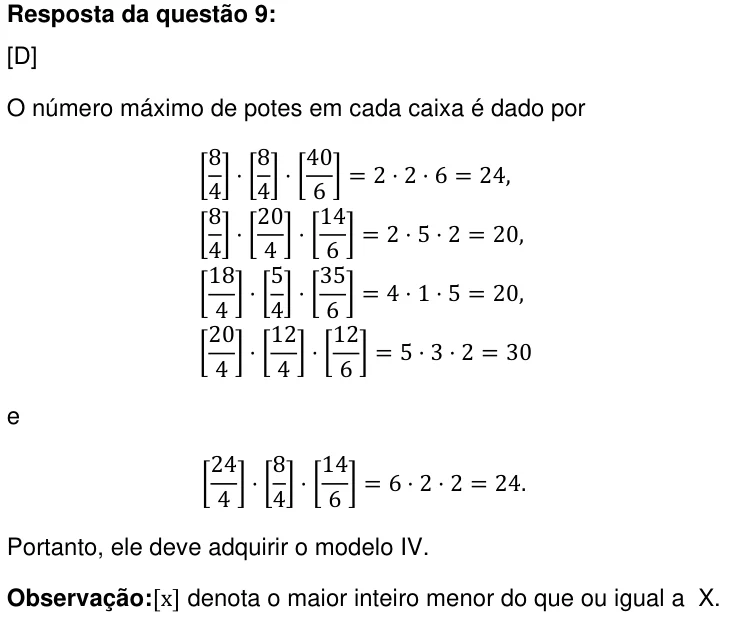 Resposta da questão 9:
[D]
O número máximo de potes em cada caixa é dado por
[8/4] · [8/4] · [40/6] = 2 · 2 · 6 = 24,
[8/4] · [20/4] · [14/6] = 2 · 5 · 2 = 20,
[18/4] · [5/4] · [35/6] = 4 · 1 · 5 = 20,
[20/4] · [12/4] · [12/6] = 5 · 3 · 2 = 30
e
[24/4] · [8/4] · [14/6] = 6 · 2 · 2 = 24.
Portanto, ele deve adquirir o modelo IV.
Observação:[x] denota o maior inteiro menor do que ou igual a X.